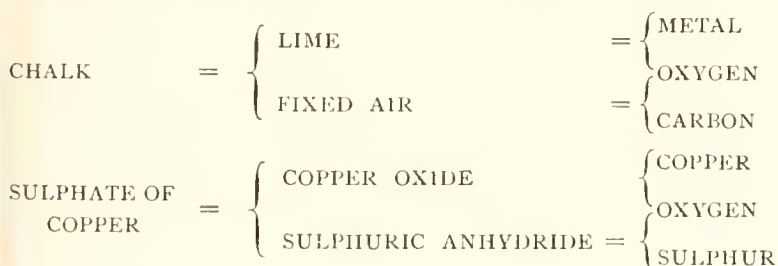 METAL
LIME =
CHALK = OXYGEN
FIXED AIR =
CARBON
COPPER
COPPER OXIDE
SULPHATE OF
COPPER = OXYGEN
SULPHURIC ANHYDRIDE =
SULPHUR